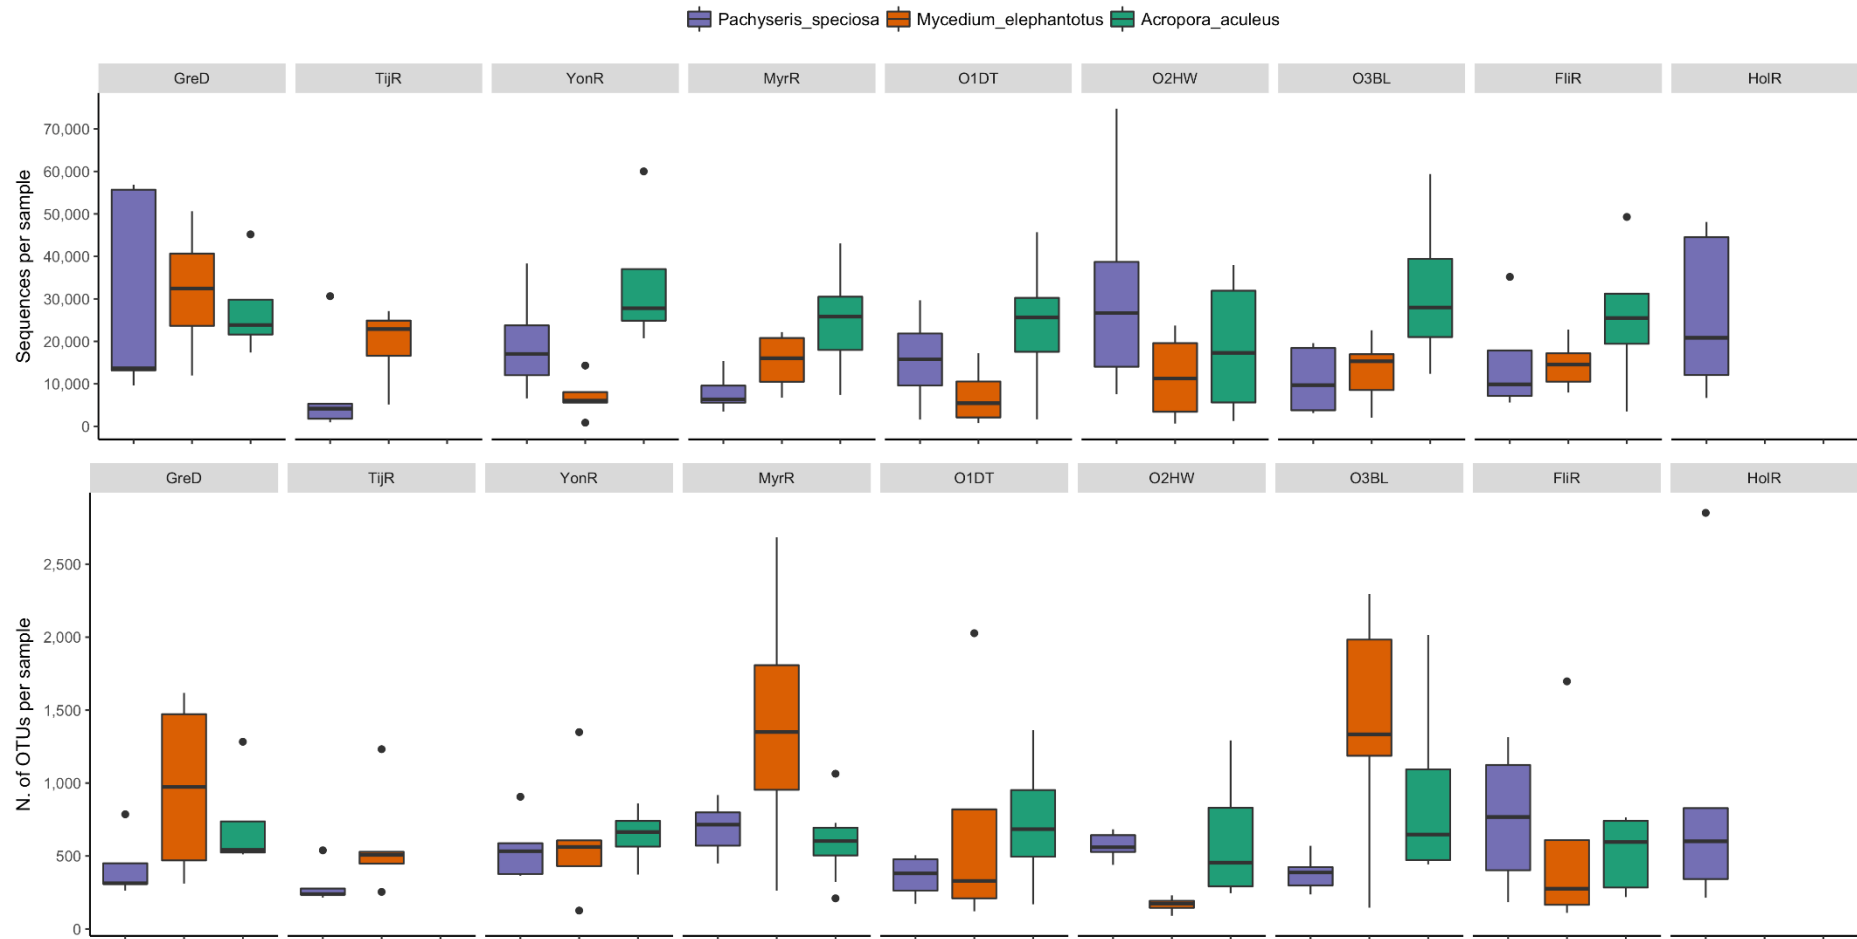 Pachyseris_speciosa Mycedium_elephantotus Acropora_aculeus
GreD TijR YonR MyrR O1DT O2HW O3BL FliR HolR
Sequences per sample
70,000
60,000
50,000
40,000
30,000
20,000
10,000
0
GreD TijR YonR MyrR O1DT O2HW O3BL FliR HolR
N. of OTUs per sample
2,500
2,000
1,500
1,000
500
0